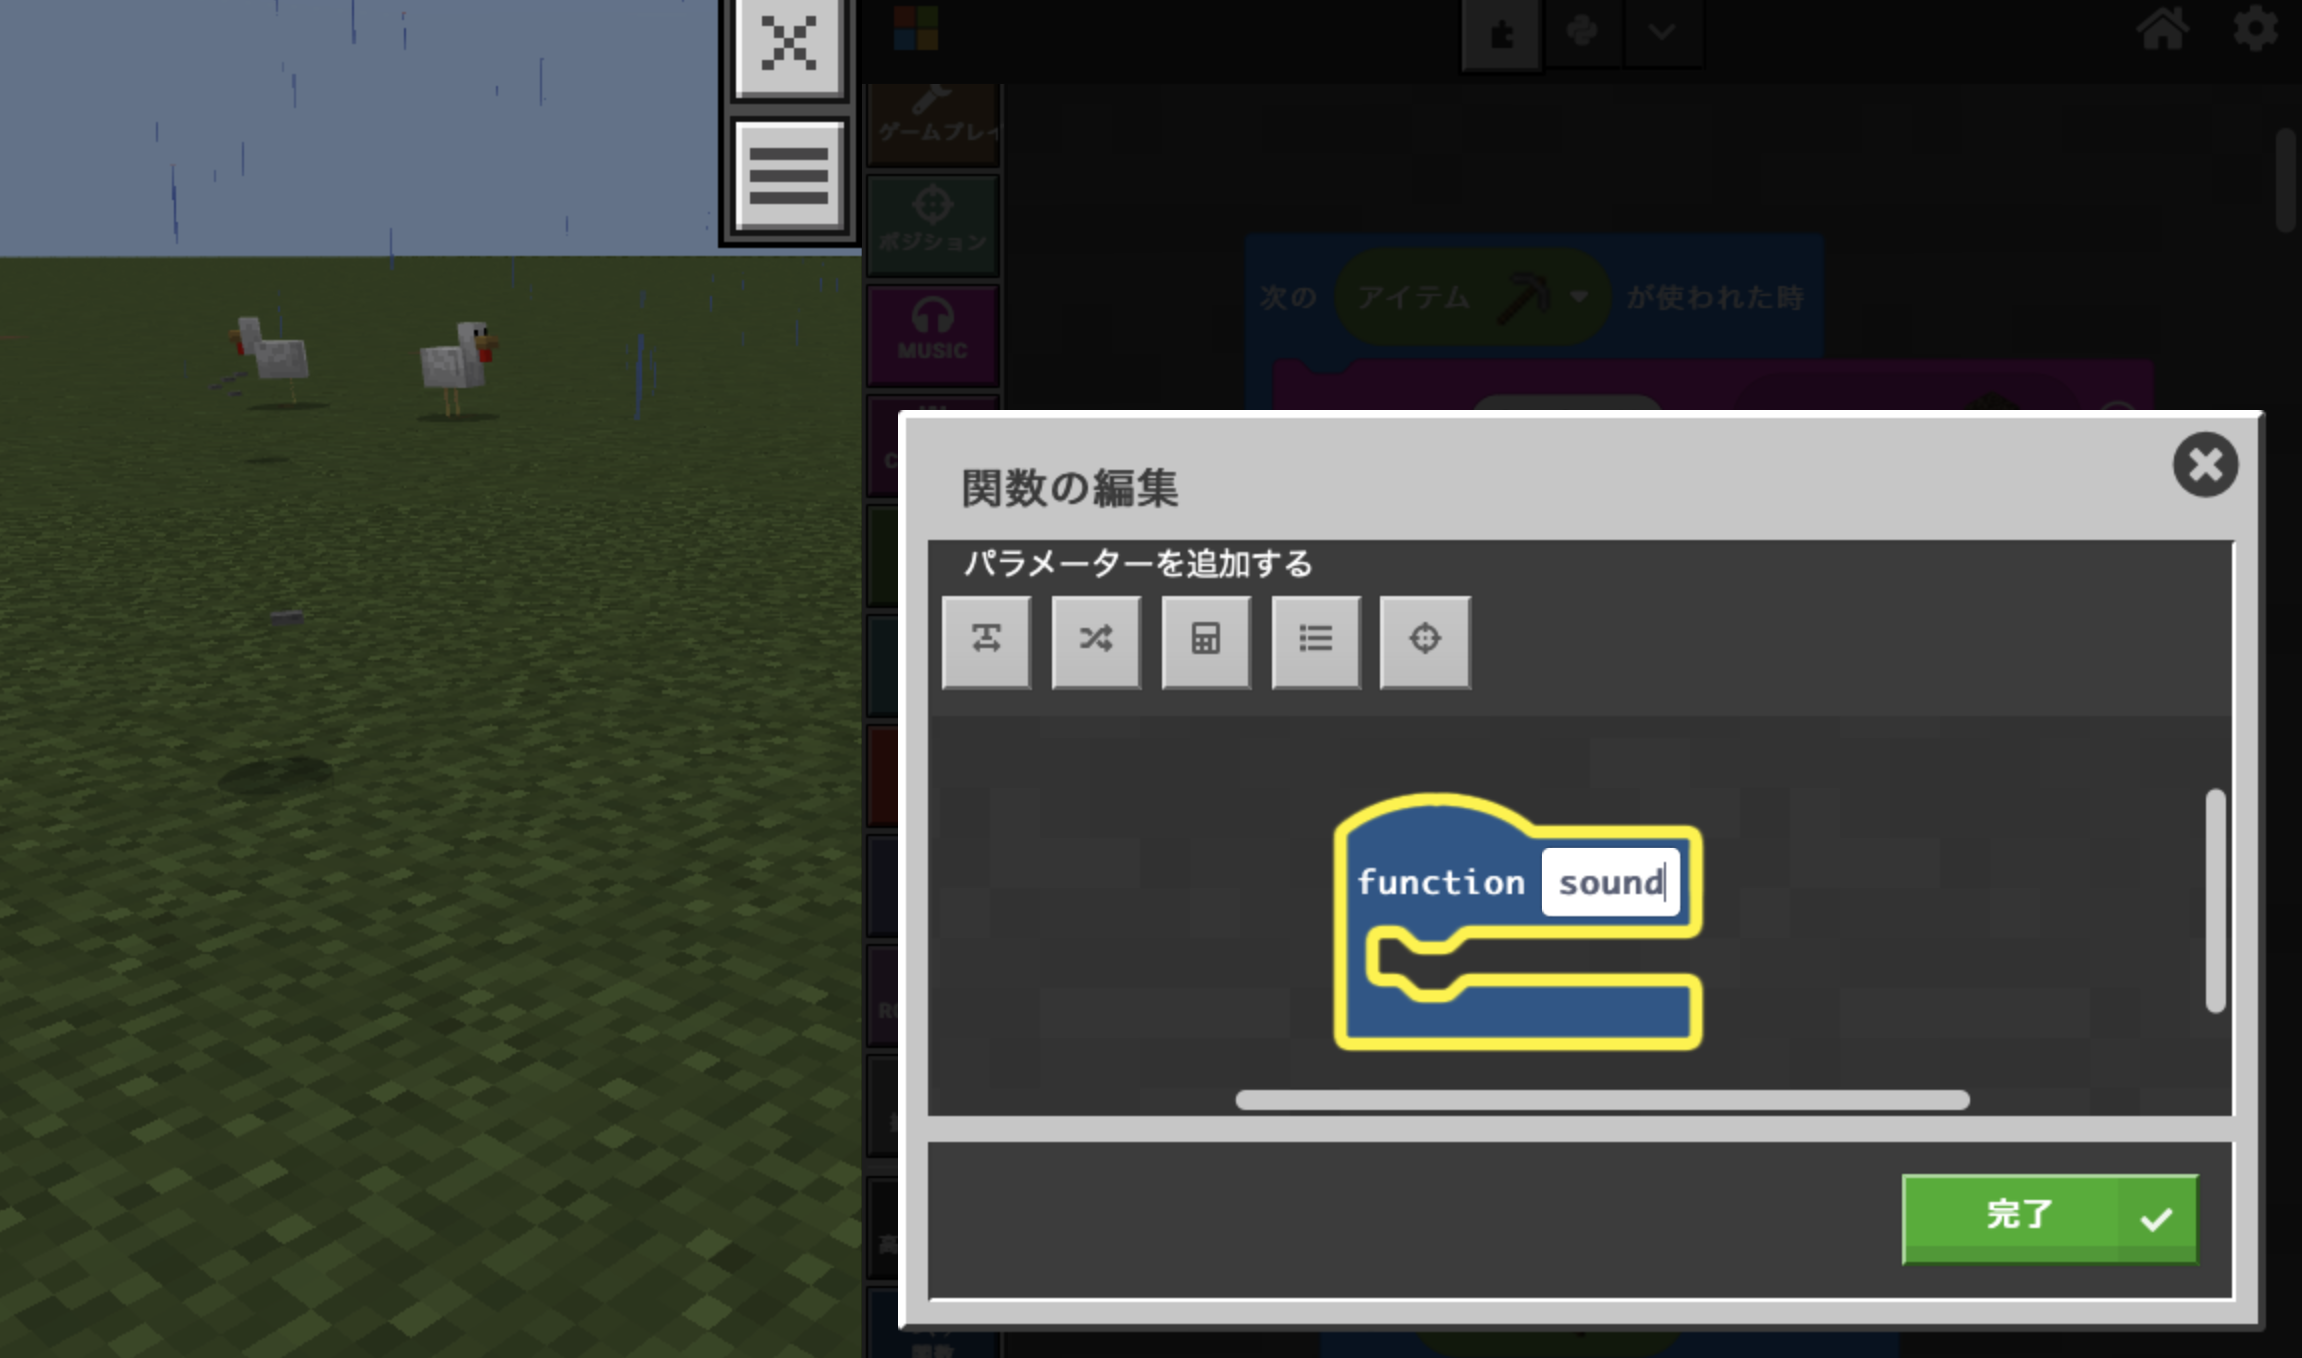 ゲームプレイ
ポジション
MUSIC
次の アイテム が使われた時
関数の編集
パラメーターを追加する
function sound
完了
関数